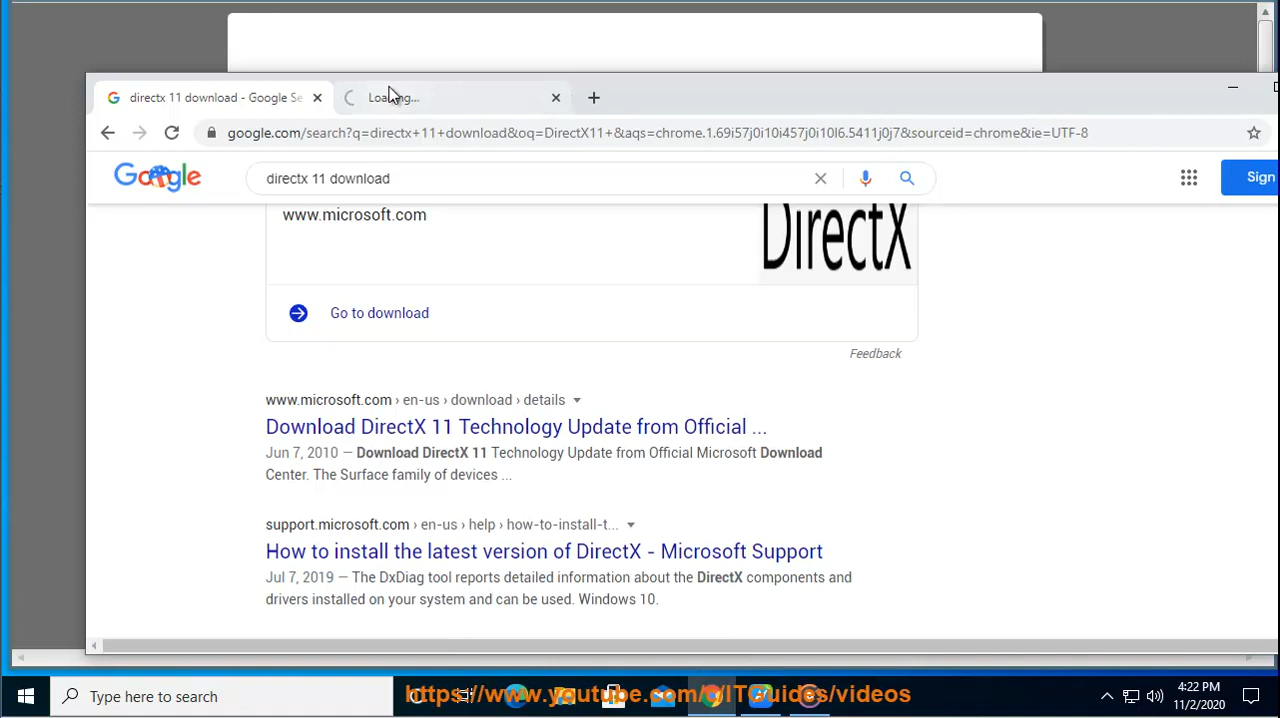 directx 11 download - Google Se
Loading...
google.com/search?q=directx+11+download&oq=DirectX11+&aqs=chrome.1.69i57j0i10i457j0i10l6.5411j0j7&sourceid=chrome&ie=UTF-8
Google
directx 11 download
Sign
www.microsoft.com
DirectX
Go to download
Feedback
www.microsoft.com › en-us › download › details
Download DirectX 11 Technology Update from Official ...
Jun 7, 2010 — Download DirectX 11 Technology Update from Official Microsoft Download
Center. The Surface family of devices ...
support.microsoft.com › en-us › help › how-to-install-t...
How to install the latest version of DirectX - Microsoft Support
Jul 7, 2019 — The DxDiag tool reports detailed information about the DirectX components and
drivers installed on your system and can be used. Windows 10.
Type here to search
https://www.youtube.com/c/ITGuides/videos
4:22 PM
11/2/2020